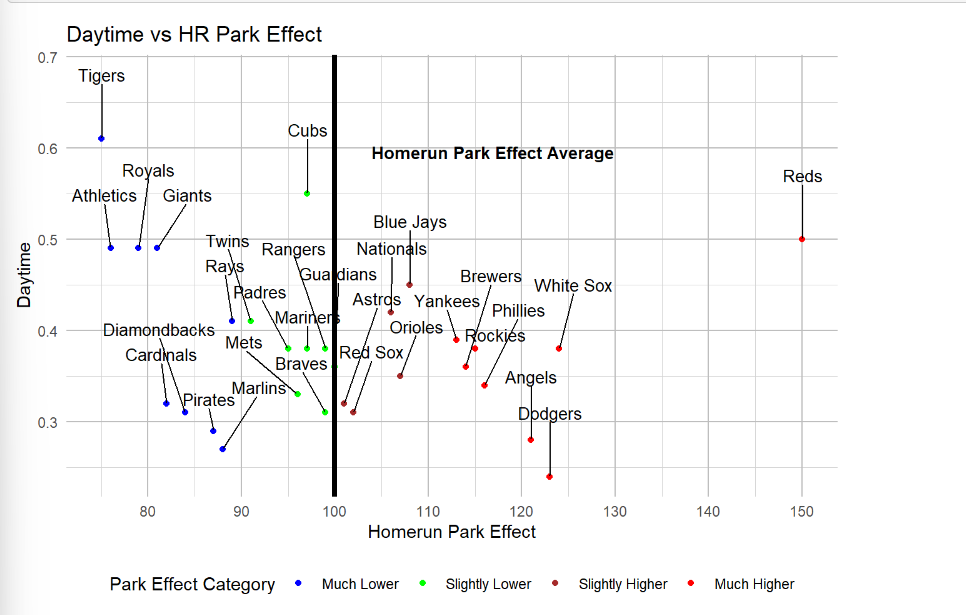 Daytime vs HR Park Effect
0.7
Tigers
Cubs
0.6
Homerun Park Effect Average
Royals
Reds
Athletics
Giants
Blue Jays
0.5
Twins
Rangers
Nationals
Rays
Guardians
Brewers
White Sox
Padres
Astros
Yankees
Daytime
Mariners
Phillies
0.4
Diamondbacks
Orioles
Mets
Rockies
Cardinals
Red Sox
Braves
Angels
Marlins
Pirates
Dodgers
0.3
80 90 100 110 120 130 140 150
Homerun Park Effect
Park Effect Category Much Lower Slightly Lower Slightly Higher Much Higher